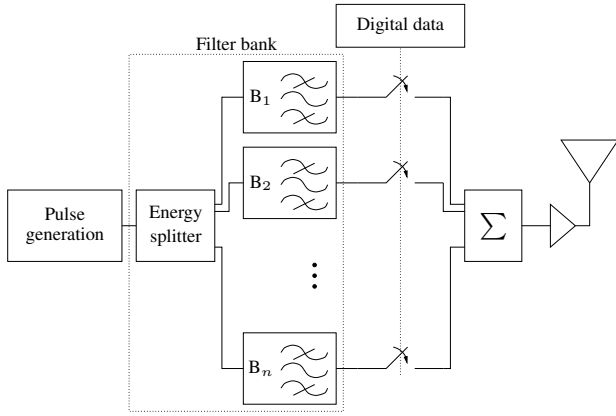 Digital data
Filter bank
B1
B2
Pulse
generation
Energy
splitter
Σ
Bn